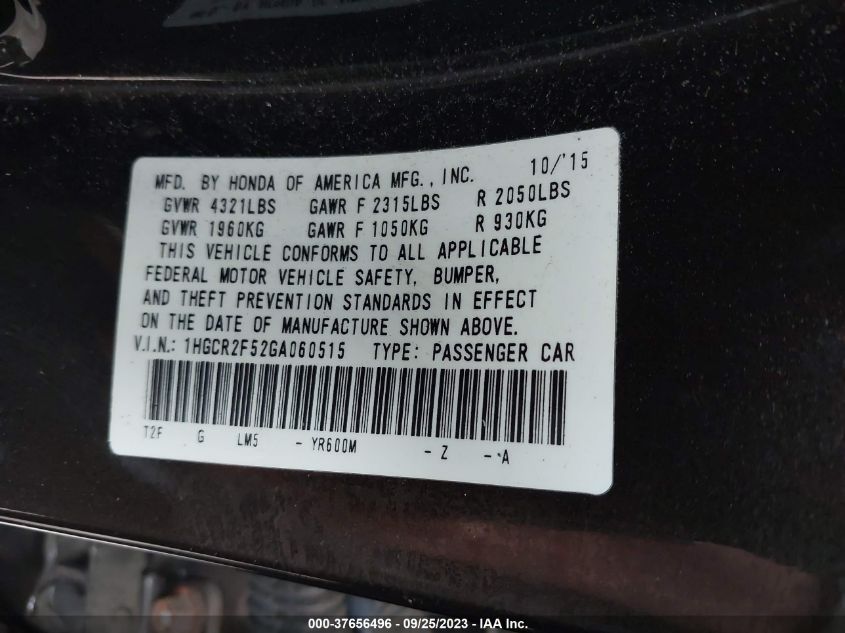 MFD. BY HONDA OF AMERICA MFG., INC. 10/'15
GVWR 4321LBS GAWR F 2315LBS R 2050LBS
GVWR 1960KG GAWR F 1050KG R 930KG
THIS VEHICLE CONFORMS TO ALL APPLICABLE
FEDERAL MOTOR VEHICLE SAFETY, BUMPER,
AND THEFT PREVENTION STANDARDS IN EFFECT
ON THE DATE OF MANUFACTURE SHOWN ABOVE.
V.I.N.: 1HGCR2F52GA060515 TYPE: PASSENGER CAR
T2F G LM5 - YR600M - Z - A
000-37656496 - 09/25/2023 - IAA Inc.